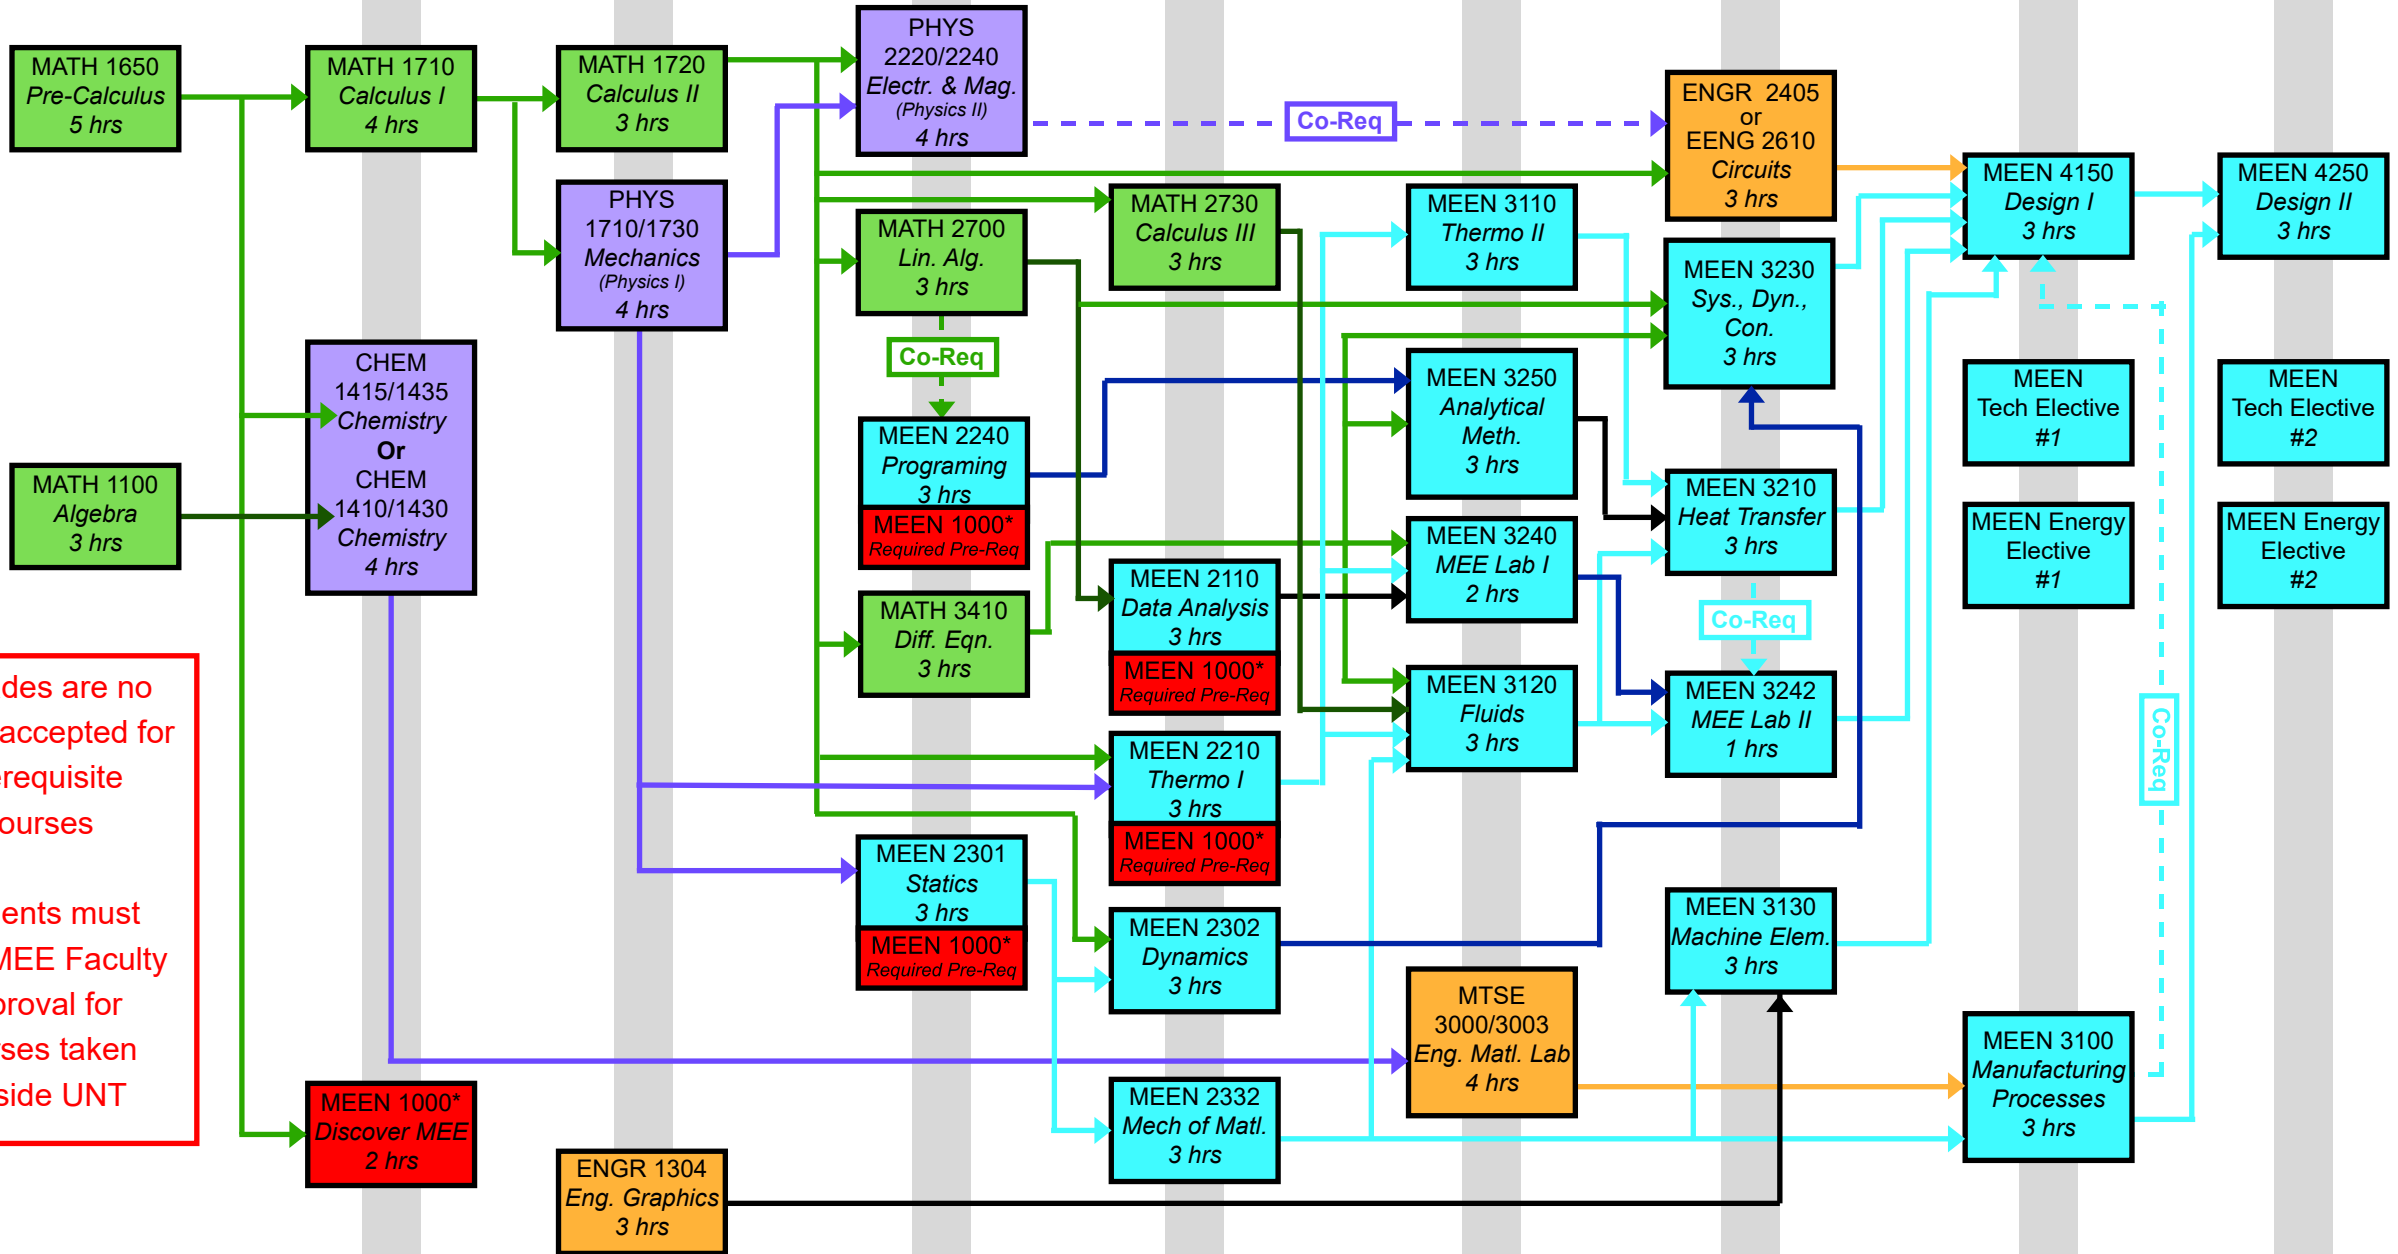 MATH 1650
Pre-Calculus
5 hrs
MATH 1100
Algebra
3 hrs
des are no
accepted for
erequisite
ourses
ents must
MEE Faculty
proval for
rses taken
side UNT
MATH 1710
Calculus I
4 hrs
CHEM
1415/1435
Chemistry
Or
CHEM
1410/1430
Chemistry
4 hrs
MEEN 1000*
Discover MEE
2 hrs
MATH 1720
Calculus II
3 hrs
PHYS
1710/1730
Mechanics
(Physics I)
4 hrs
ENGR 1304
Eng. Graphics
3 hrs
PHYS
2220/2240
Electr. & Mag.
(Physics II)
4 hrs
MATH 2700
Lin. Alg.
3 hrs
Co-Req
MEEN 2240
Programing
3 hrs
MEEN 1000*
Required Pre-Req
MATH 3410
Diff. Eqn.
3 hrs
MEEN 2301
Statics
3 hrs
MEEN 1000*
Required Pre-Req
MATH 2730
Calculus III
3 hrs
MEEN 2110
Data Analysis
3 hrs
MEEN 1000*
Required Pre-Req
MEEN 2210
Thermo I
3 hrs
MEEN 1000*
Required Pre-Req
MEEN 2302
Dynamics
3 hrs
MEEN 2332
Mech of Matl.
3 hrs
Co-Req
MEEN 3110
Thermo II
3 hrs
MEEN 3250
Analytical
Meth.
3 hrs
MEEN 3240
MEE Lab I
2 hrs
MEEN 3120
Fluids
3 hrs
MTSE
3000/3003
Eng. Matl. Lab
4 hrs
ENGR 2405
or
EENG 2610
Circuits
3 hrs
MEEN 3230
Sys., Dyn.,
Con.
3 hrs
MEEN 3210
Heat Transfer
3 hrs
Co-Req
MEEN 3242
MEE Lab II
1 hrs
MEEN 3130
Machine Elem.
3 hrs
MEEN 4150
Design I
3 hrs
MEEN
Tech Elective
#1
MEEN Energy
Elective
#1
MEEN 3100
Manufacturing
Processes
3 hrs
Co-Req
MEEN 4250
Design II
3 hrs
MEEN
Tech Elective
#2
MEEN Energy
Elective
#2